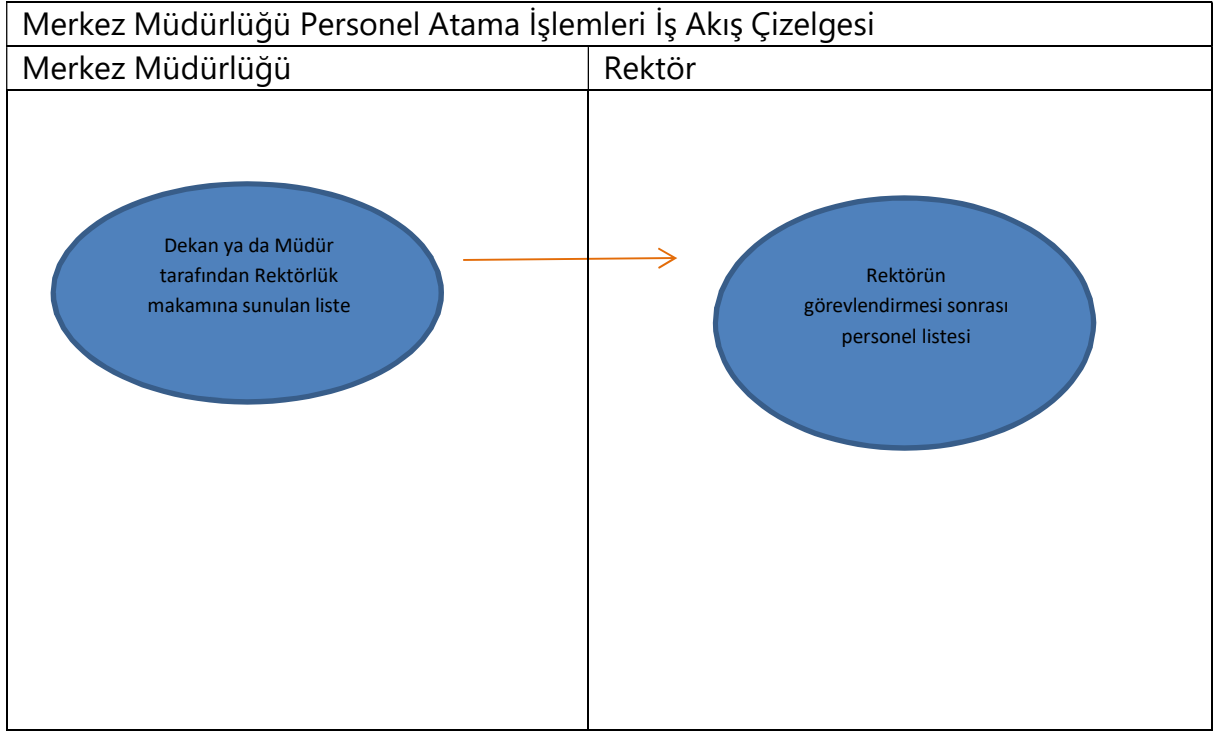 Merkez Müdürlüğü Personel Atama İşlemleri İş Akış Çizelgesi
Merkez Müdürlüğü
Rektör
Dekan ya da Müdür
tarafından Rektörlük
makamına sunulan liste
Rektörün
görevlendirmesi sonrası
personel listesi